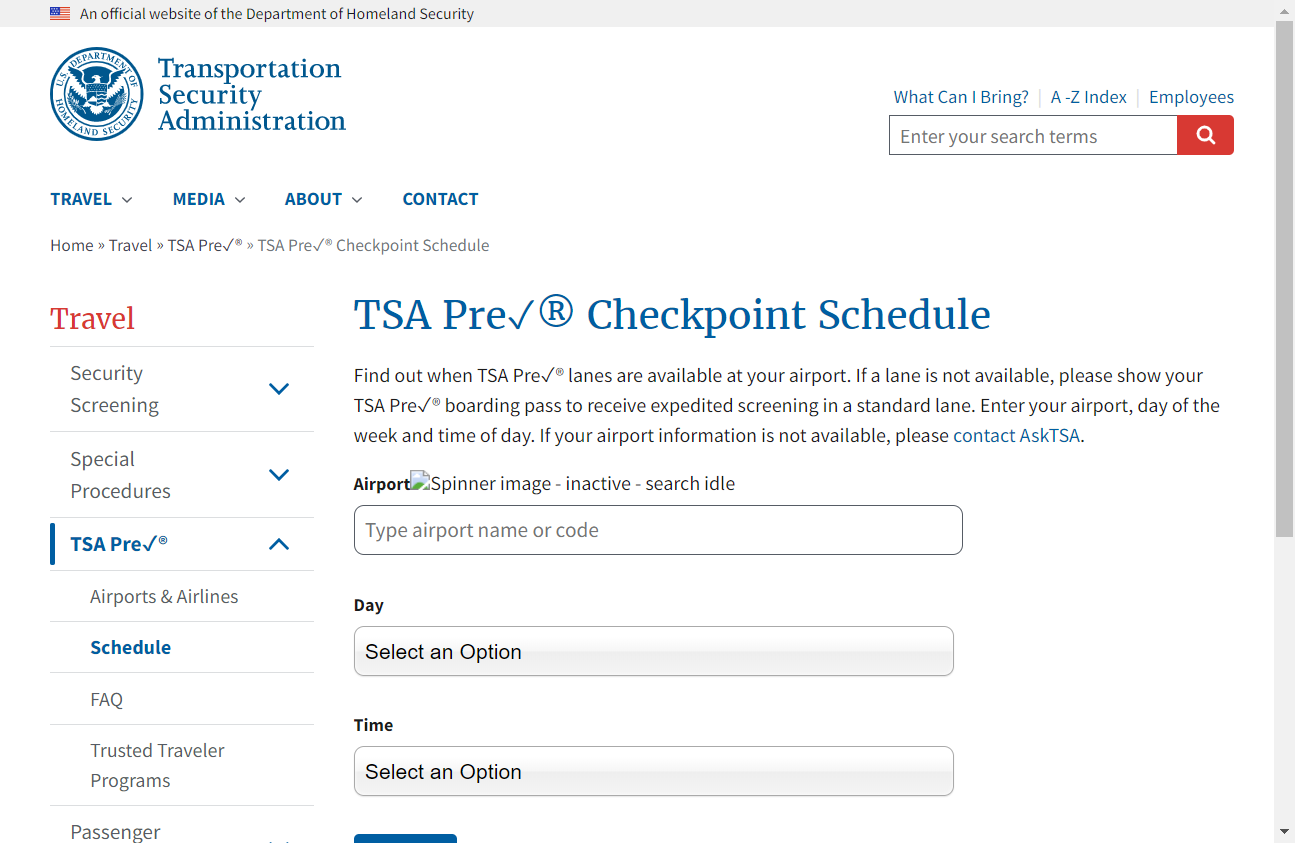 An official website of the Department of Homeland Security
U.S. DEPARTMENT OF HOMELAND SECURITY
Transportation
Security
Administration
What Can I Bring? | A -Z Index | Employees
Enter your search terms
TRAVEL MEDIA ABOUT CONTACT
Home » Travel » TSA Pre✓® » TSA Pre✓® Checkpoint Schedule
Travel
Security
Screening
Special
Procedures
TSA Pre✓®
Airports & Airlines
Schedule
FAQ
Trusted Traveler
Programs
Passenger
TSA Pre✓® Checkpoint Schedule
Find out when TSA Pre✓® lanes are available at your airport. If a lane is not available, please show your
TSA Pre✓® boarding pass to receive expedited screening in a standard lane. Enter your airport, day of the
week and time of day. If your airport information is not available, please contact AskTSA.
Airport Spinner image - inactive - search idle
Type airport name or code
Day
Select an Option
Time
Select an Option